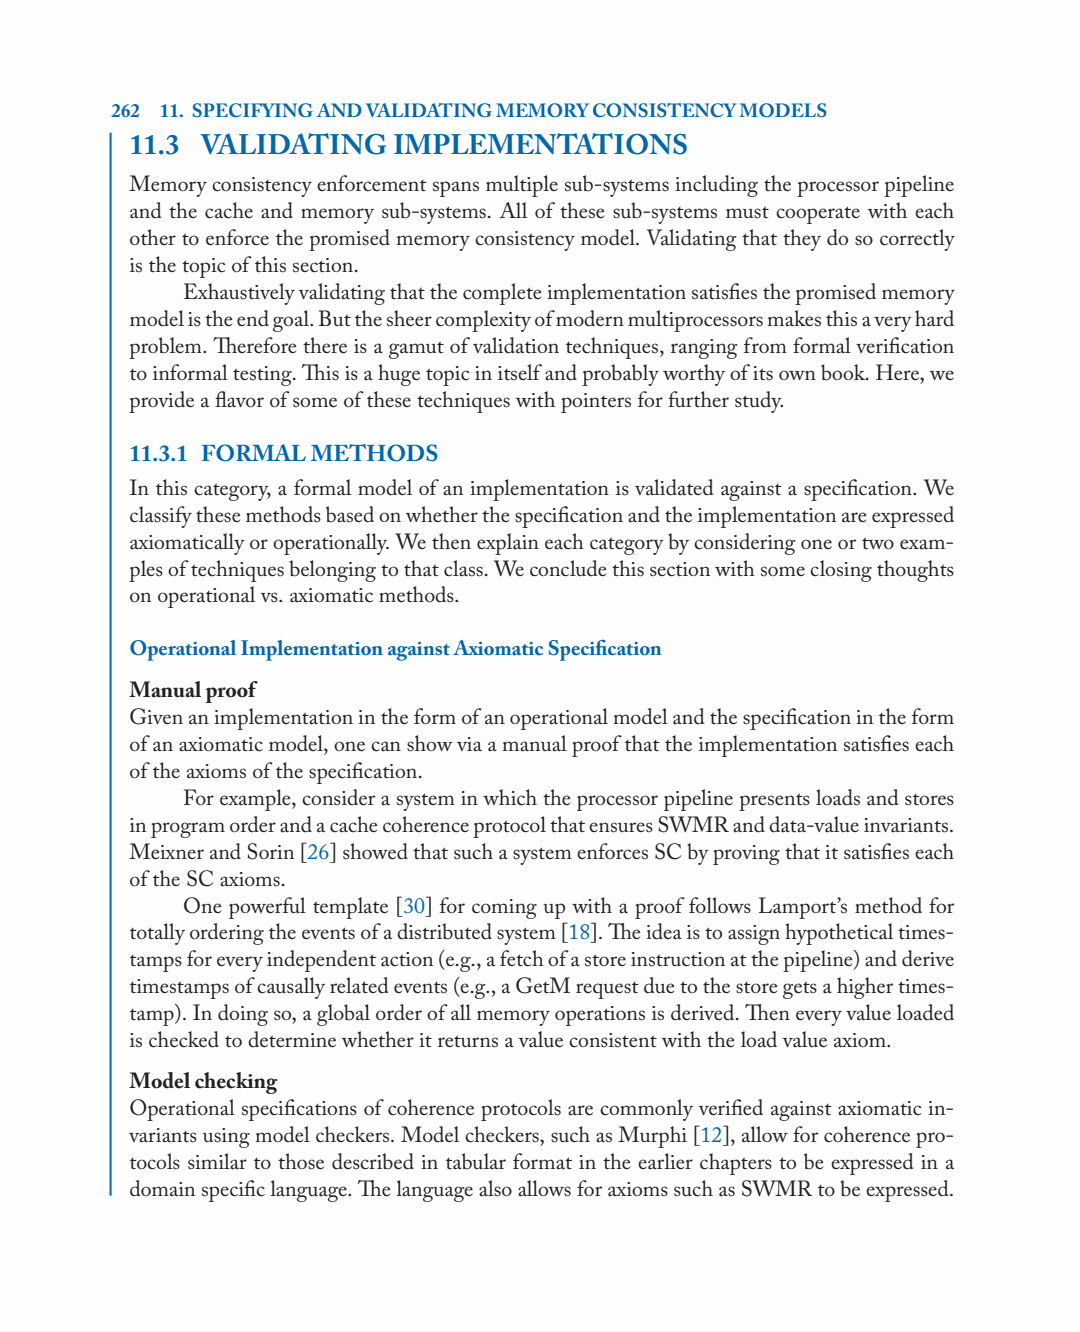 262 11. SPECIFYING AND VALIDATING MEMORY CONSISTENCY MODELS
11.3 VALIDATING IMPLEMENTATIONS
Memory consistency enforcement spans multiple sub-systems including the processor pipeline
and the cache and memory sub-systems. All of these sub-systems must cooperate with each
other to enforce the promised memory consistency model. Validating that they do so correctly
is the topic of this section.
Exhaustively validating that the complete implementation satisfies the promised memory
model is the end goal. But the sheer complexity of modern multiprocessors makes this a very hard
problem. Therefore there is a gamut of validation techniques, ranging from formal verification
to informal testing. This is a huge topic in itself and probably worthy of its own book. Here, we
provide a flavor of some of these techniques with pointers for further study.
11.3.1 FORMAL METHODS
In this category, a formal model of an implementation is validated against a specification. We
classify these methods based on whether the specification and the implementation are expressed
axiomatically or operationally. We then explain each category by considering one or two exam-
ples of techniques belonging to that class. We conclude this section with some closing thoughts
on operational vs. axiomatic methods.
Operational Implementation against Axiomatic Specification
Manual proof
Given an implementation in the form of an operational model and the specification in the form
of an axiomatic model, one can show via a manual proof that the implementation satisfies each
of the axioms of the specification.
For example, consider a system in which the processor pipeline presents loads and stores
in program order and a cache coherence protocol that ensures SWMR and data-value invariants.
Meixner and Sorin [26] showed that such a system enforces SC by proving that it satisfies each
of the SC axioms.
One powerful template [30] for coming up with a proof follows Lamport’s method for
totally ordering the events of a distributed system [18]. The idea is to assign hypothetical times-
tamps for every independent action (e.g., a fetch of a store instruction at the pipeline) and derive
timestamps of causally related events (e.g., a GetM request due to the store gets a higher times-
tamp). In doing so, a global order of all memory operations is derived. Then every value loaded
is checked to determine whether it returns a value consistent with the load value axiom.
Model checking
Operational specifications of coherence protocols are commonly verified against axiomatic in-
variants using model checkers. Model checkers, such as Murphi [12], allow for coherence pro-
tocols similar to those described in tabular format in the earlier chapters to be expressed in a
domain specific language. The language also allows for axioms such as SWMR to be expressed.